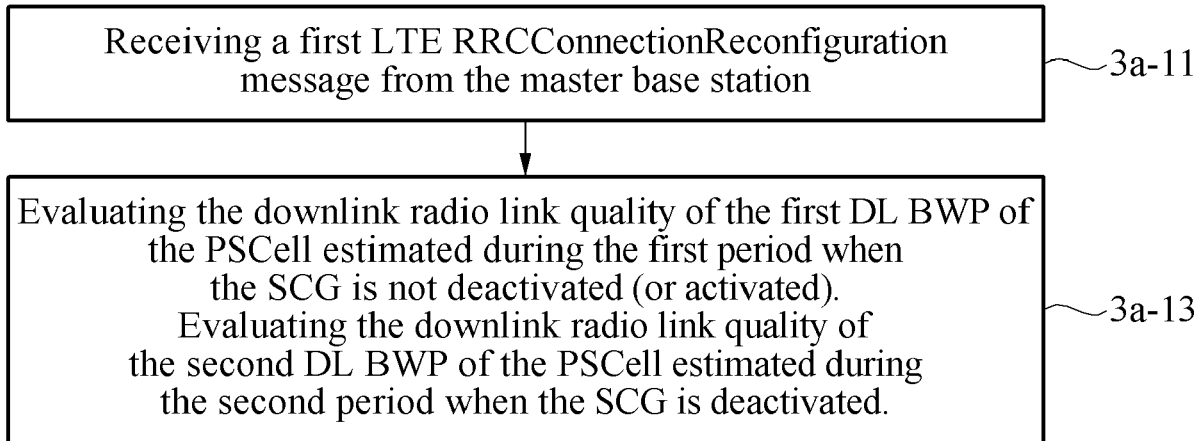 Receiving a first LTE RRCConnectionReconfiguration
message from the master base station
3a-11
Evaluating the downlink radio link quality of the first DL BWP of
the PSCell estimated during the first period when
the SCG is not deactivated (or activated).
Evaluating the downlink radio link quality of
the second DL BWP of the PSCell estimated during
the second period when the SCG is deactivated.
3a-13